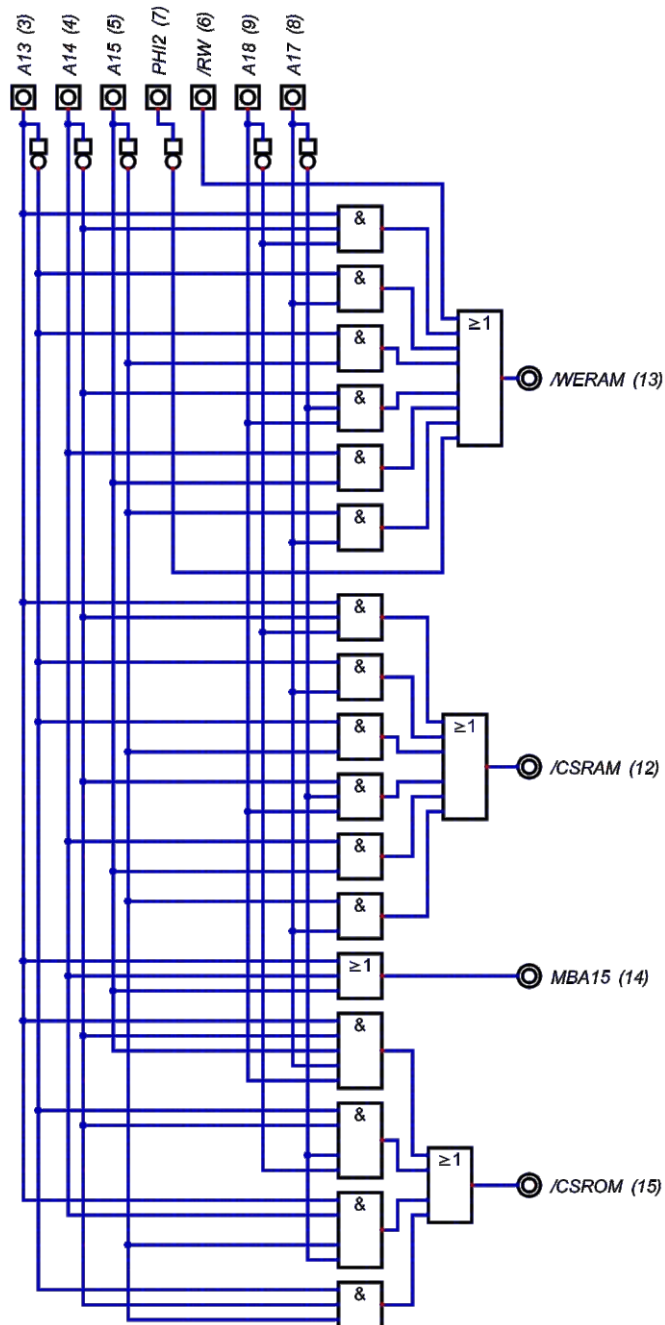 A13 (3)
A14 (4)
A15 (5)
PHI2 (7)
/RW (6)
A18 (9)
A17 (8)
&
&
&
&
&
&
≥1
/WERAM (13)
&
&
&
&
&
&
≥1
/CSRAM (12)
≥1
MBA15 (14)
&
&
&
&
≥1
/CSROM (15)